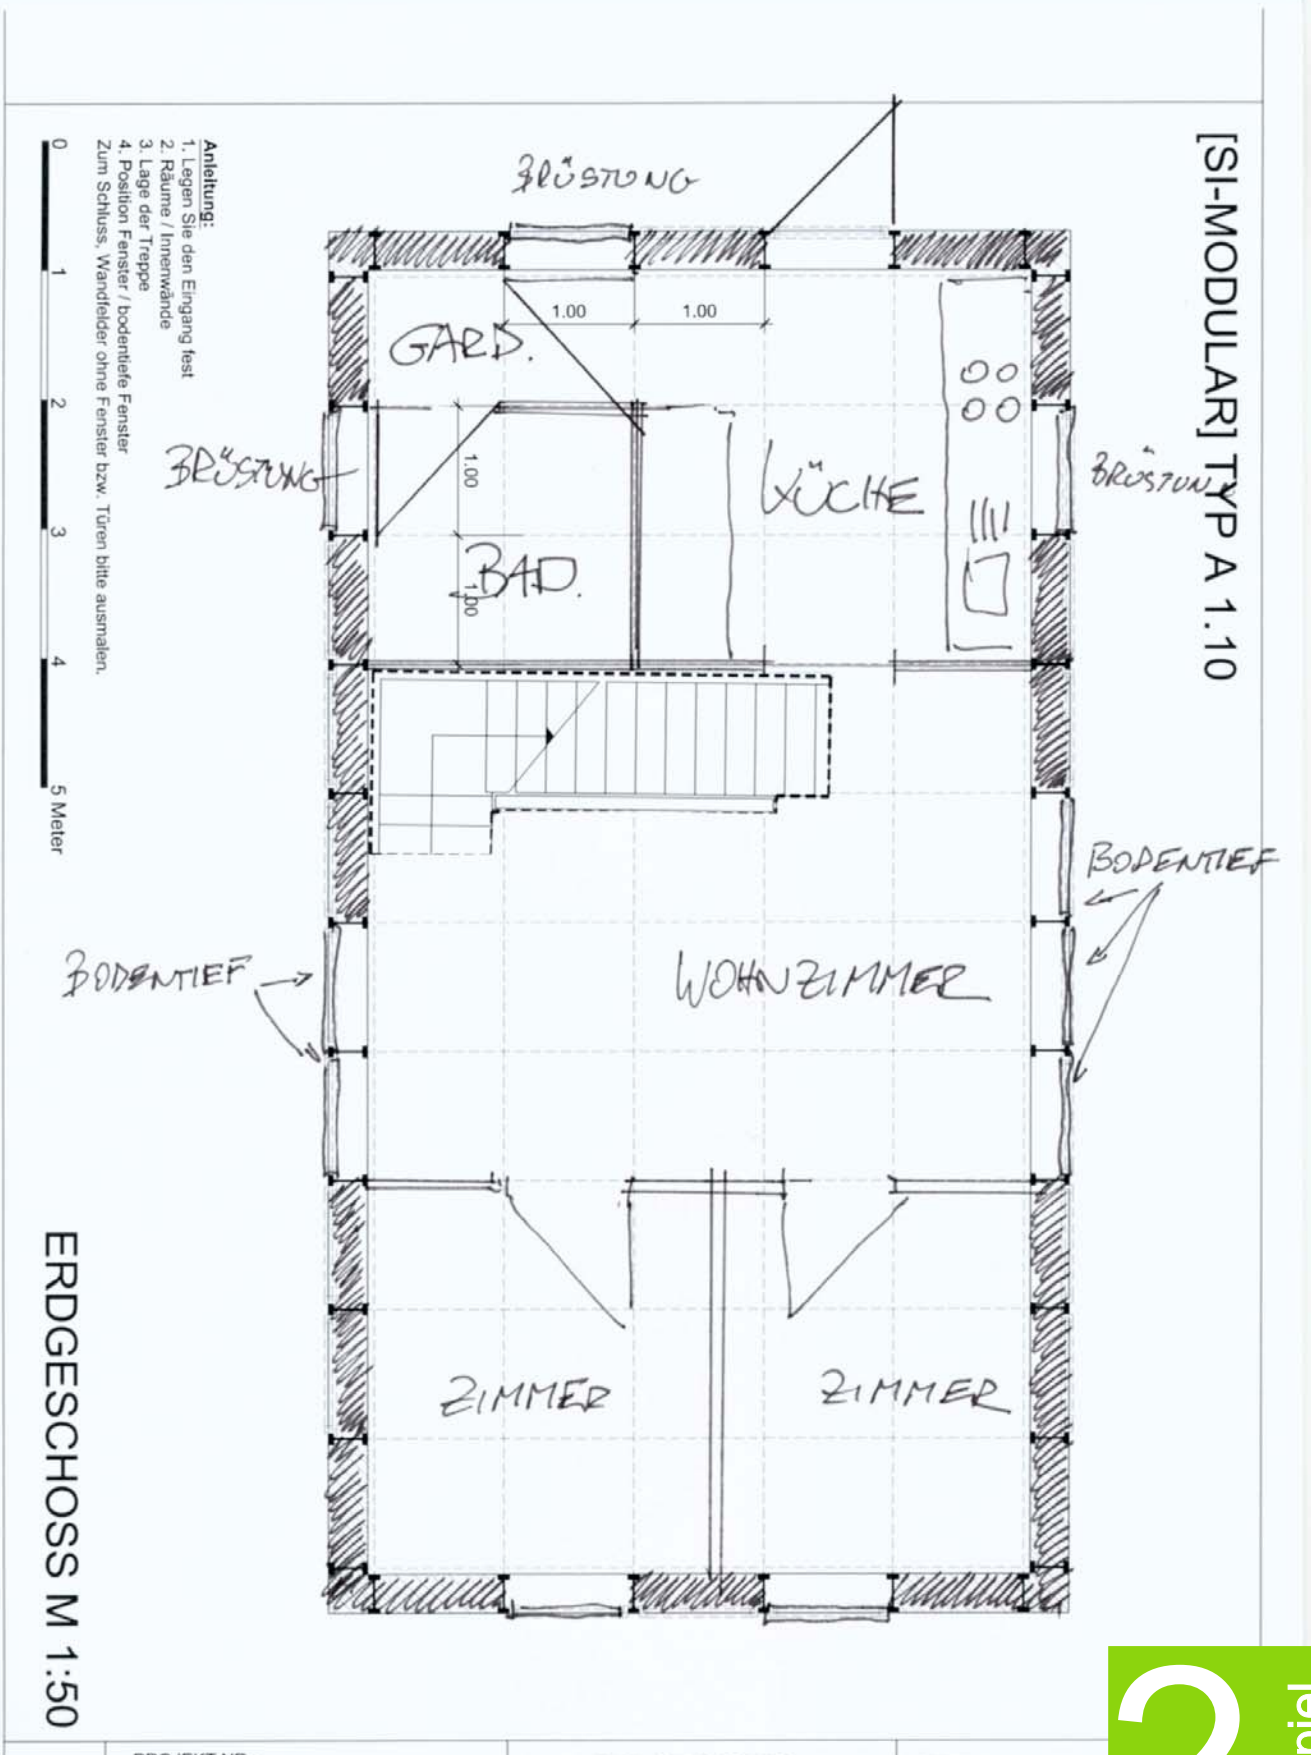 [SI-MODULAR] TYP A 1.10
Anleitung:
1. Legen Sie den Eingang fest
2. Räume / Innenwände
3. Lage der Treppe
4. Position Fenster / bodentiefe Fenster
Zum Schluss, Wandfelder ohne Fenster bzw. Türen bitte ausmalen.
0 1 2 3 4 5 Meter
BRÜSTUNG
1.00 1.00
GARD.
BRÜSTUNG
1.00
KÜCHE
BRÜSTUNG
BAD.
1.00
BODENTIEF
WOHNZIMMER
BODENTIEF
ZIMMER
ZIMMER
ERDGESCHOSS M 1:50